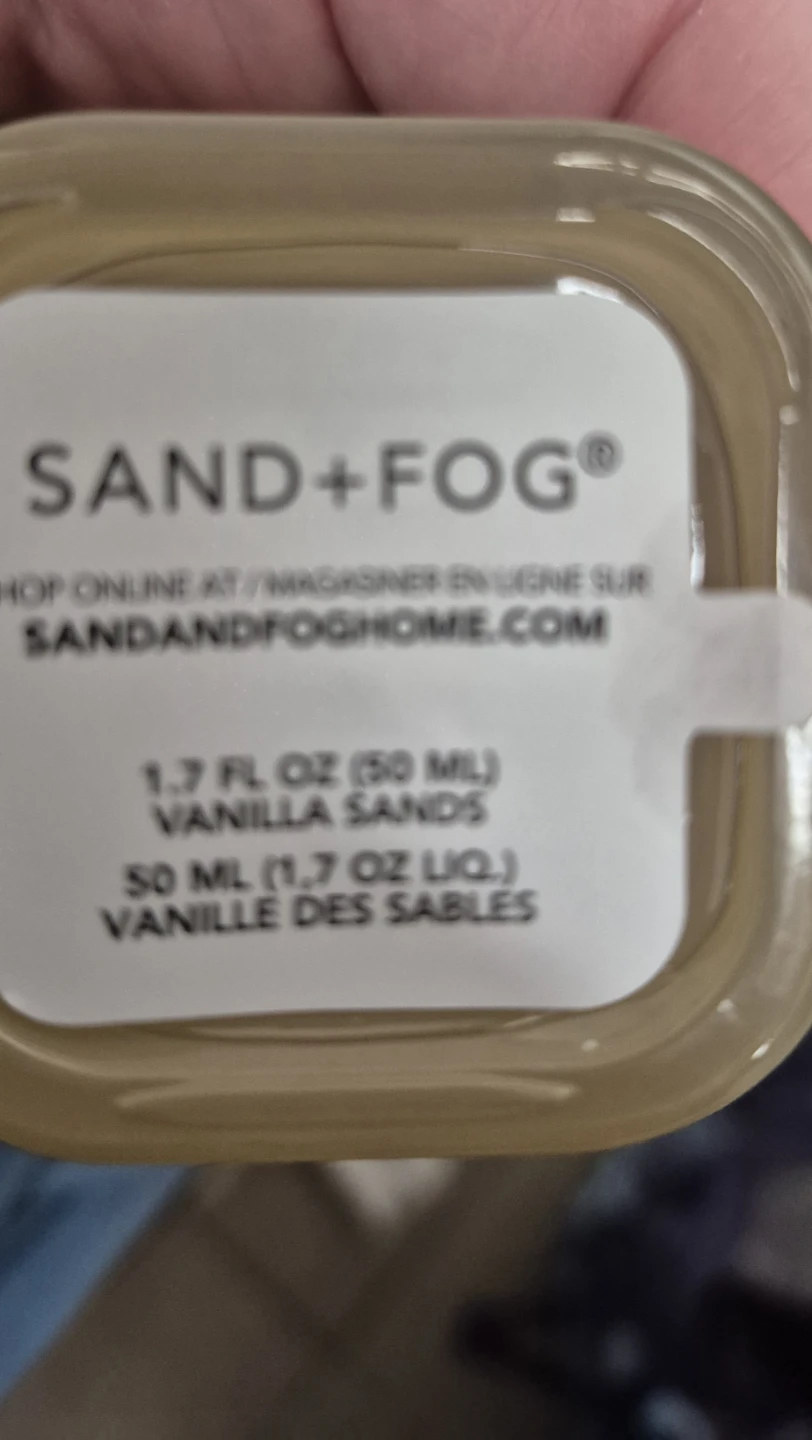 SAND+FOG®
HOP ONLINE AT / MAGASINER EN LIGNE SUR
SANDANDFOGHOME.COM
1.7 FL OZ (50 ML)
VANILLA SANDS
50 ML (1,7 OZ LIQ.)
VANILLE DES SABLES